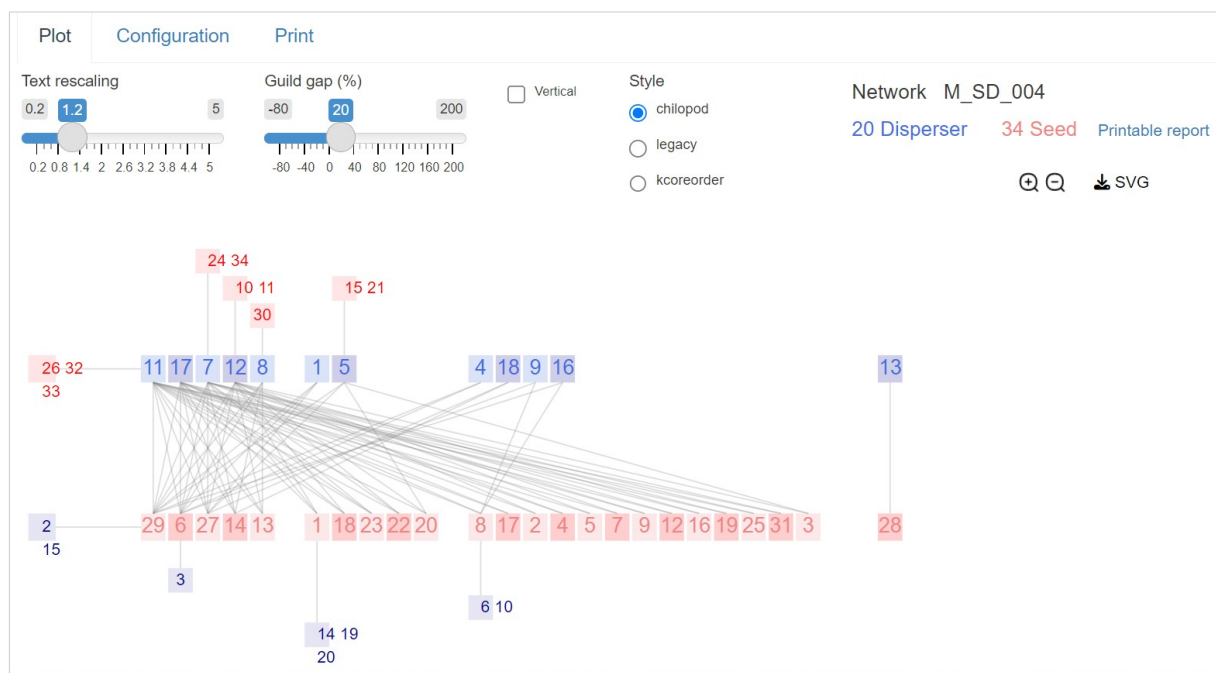 Plot Configuration Print
Text rescaling
0.2 1.2 5
0.2 0.8 1.4 2 2.6 3.2 3.8 4.4 5
Guild gap (%)
-80 20 200
-80 -40 0 40 80 120 160 200
Vertical
Style
chilopod
legacy
kcoreorder
Network M_SD_004
20 Disperser 34 Seed Printable report
SVG
24 34
10 11
15 21
30
26 32
33
11 17 7 12 8 1 5 4 18 9 16 13
2
15
29 6 27 14 13 1 18 23 22 20 8 17 2 4 5 7 9 12 16 19 25 31 3 28
3
6 10
14 19
20